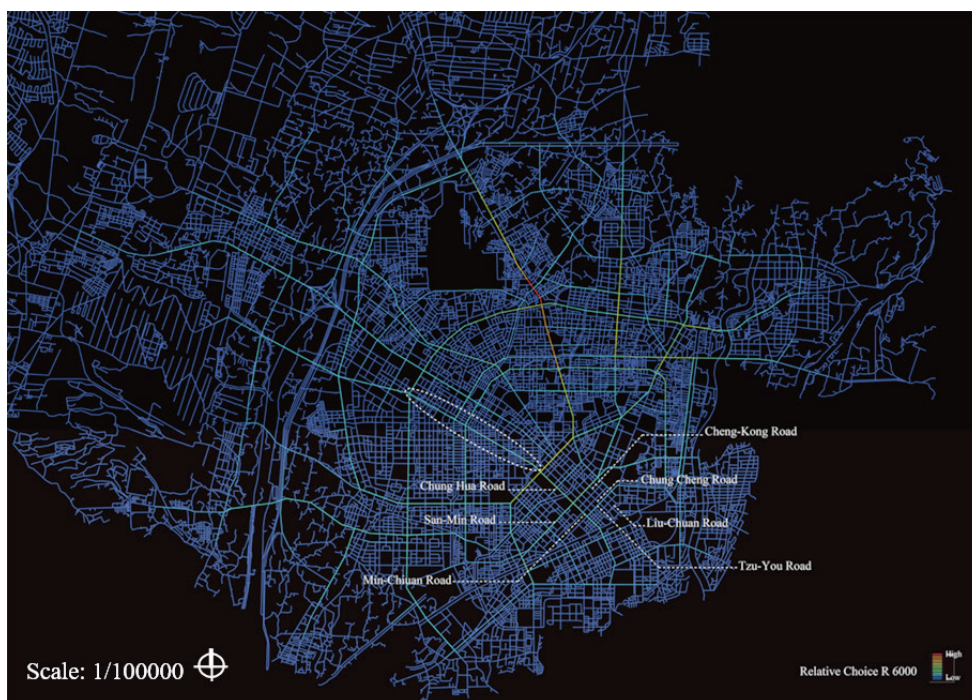 Cheng-Kong Road
Chung Hua Road
Chung Cheng Road
San-Min Road
Liu-Chuan Road
Min-Chiuan Road
Tzu-You Road
Scale: 1/100000
Relative Choice R 6000
High
Low